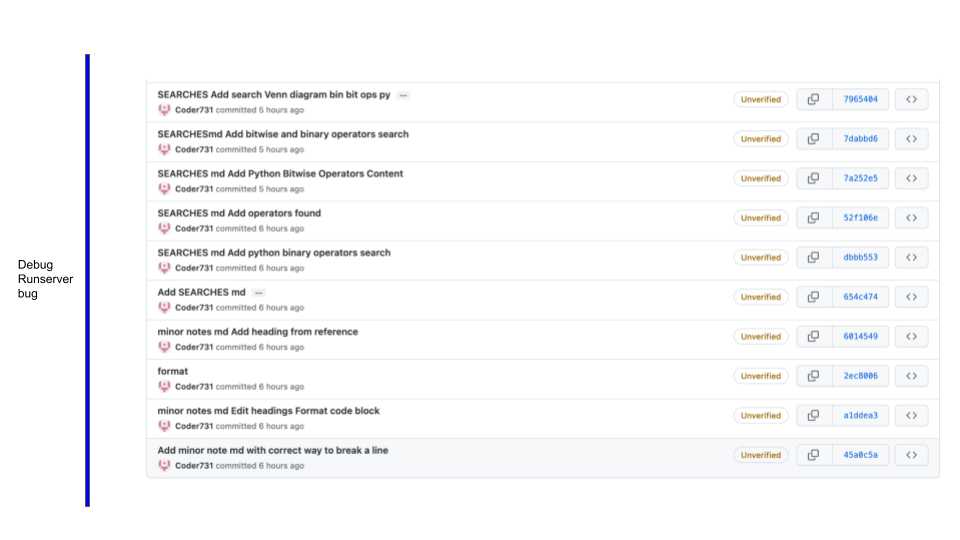 Debug
Runserver
bug
SEARCHES Add search Venn diagram bin bit ops py ...
Unverified
7965404
Coder731 committed 5 hours ago
SEARCHESmd Add bitwise and binary operators search
Unverified
7dabbd6
Coder731 committed 5 hours ago
SEARCHES md Add Python Bitwise Operators Content
Unverified
7a252e5
Coder731 committed 5 hours ago
SEARCHES md Add operators found
Unverified
52f106e
Coder731 committed 6 hours ago
SEARCHES md Add python binary operators search
Unverified
dbbb553
Coder731 committed 6 hours ago
Add SEARCHES md ...
Unverified
654c474
Coder731 committed 6 hours ago
minor notes md Add heading from reference
Unverified
6014549
Coder731 committed 6 hours ago
format
Unverified
2ec8006
Coder731 committed 6 hours ago
minor notes md Edit headings Format code block
Unverified
a1ddea3
Coder731 committed 6 hours ago
Add minor note md with correct way to break a line
Unverified
45a0c5a
Coder731 committed 6 hours ago